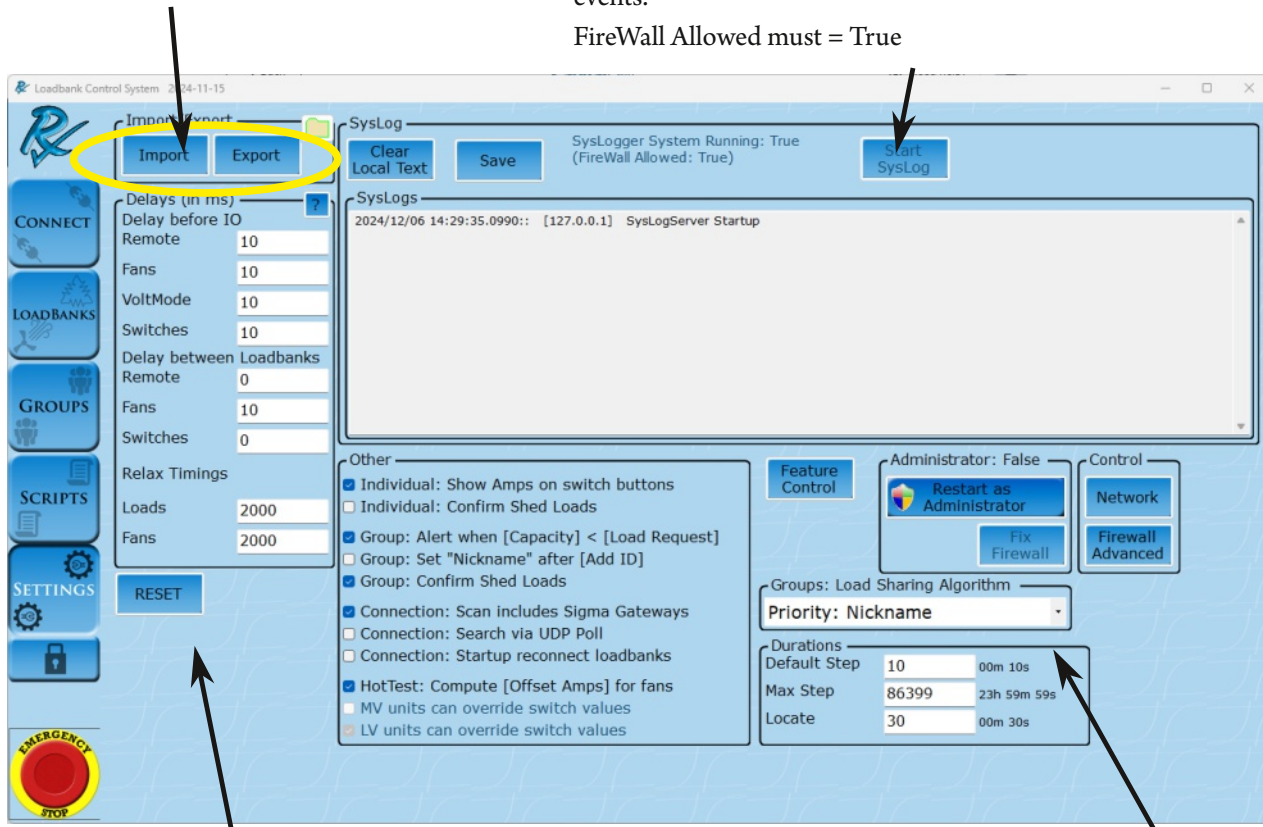 events.
FireWall Allowed must = True
Loadbank Control System 2024-11-15
Import Export
Import
Export
CONNECT
LOADBANKS
GROUPS
SCRIPTS
SETTINGS
EMERGENCY
STOP
Delays (in ms)
?
Delay before IO
Remote 10
Fans 10
VoltMode 10
Switches 10
Delay between Loadbanks
Remote 0
Fans 10
Switches 0
Relax Timings
Loads 2000
Fans 2000
RESET
SysLog
Clear
Local Text
Save
SysLogger System Running: True
(FireWall Allowed: True)
Start
SysLog
SysLogs
2024/12/06 14:29:35.0990:: [127.0.0.1] SysLogServer Startup
Other
Individual: Show Amps on switch buttons
Individual: Confirm Shed Loads
Group: Alert when [Capacity] < [Load Request]
Group: Set "Nickname" after [Add ID]
Group: Confirm Shed Loads
Connection: Scan includes Sigma Gateways
Connection: Search via UDP Poll
Connection: Startup reconnect loadbanks
HotTest: Compute [Offset Amps] for fans
MV units can override switch values
LV units can override switch values
Feature
Control
Administrator: False
Restart as
Administrator
Fix
Firewall
Control
Network
Firewall
Advanced
Groups: Load Sharing Algorithm
Priority: Nickname
Durations
Default Step 10 00m 10s
Max Step 86399 23h 59m 59s
Locate 30 00m 30s